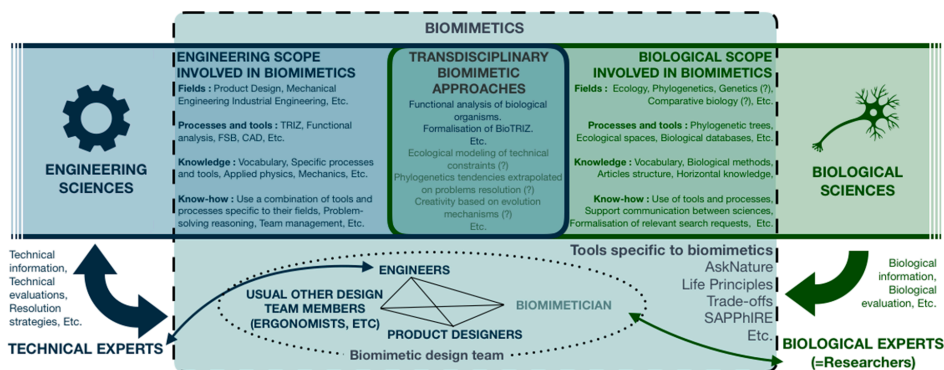 BIOMIMETICS
ENGINEERING SCIENCES
ENGINEERING SCOPE
INVOLVED IN BIOMIMETICS
Fields : Product Design, Mechanical
Engineering Industrial Engineering, Etc.
Processes and tools : TRIZ, Functional
analysis, FSB, CAD, Etc.
Knowledge : Vocabulary, Specific processes
and tools, Applied physics, Mechanics, Etc.
Know-how : Use a combination of tools and
processes specific to their fields, Problem-
solving reasoning, Team management, Etc.
TRANSDISCIPLINARY
BIOMIMETIC
APPROACHES
Functional analysis of biological
organisms.
Formalisation of BioTRIZ.
Etc.
Ecological modeling of technical
constraints (?)
Phylogenetics tendencies extrapolated
on problems resolution (?)
Creativity based on evolution
mechanisms (?)
Etc.
BIOLOGICAL SCOPE
INVOLVED IN BIOMIMETICS
Fields : Ecology, Phylogenetics, Genetics (?).
Comparative biology (?), Etc.
Processes and tools : Phylogenetic trees,
Ecological spaces, Biological databases, Etc.
Knowledge : Vocabulary, Biological methods,
Articles structure, Horizontal knowledge,
Know-how : Use of tools and processes,
Support communication between sciences,
Formalisation of relevant search requests, Etc.
BIOLOGICAL
SCIENCES
Technical
information,
Technical
evaluations,
Resolution
strategies, Etc.
TECHNICAL EXPERTS
ENGINEERS
USUAL OTHER DESIGN
TEAM MEMBERS
(ERGONOMISTS, ETC)
BIOMIMETICIAN
PRODUCT DESIGNERS
Biomimetic design team
Tools specific to biomimetics
AskNature
Life Principles
Trade-offs
SAPPhIRE
Etc.
Biological
information,
Biological
evaluation, Etc.
BIOLOGICAL EXPERTS
(=Researchers)